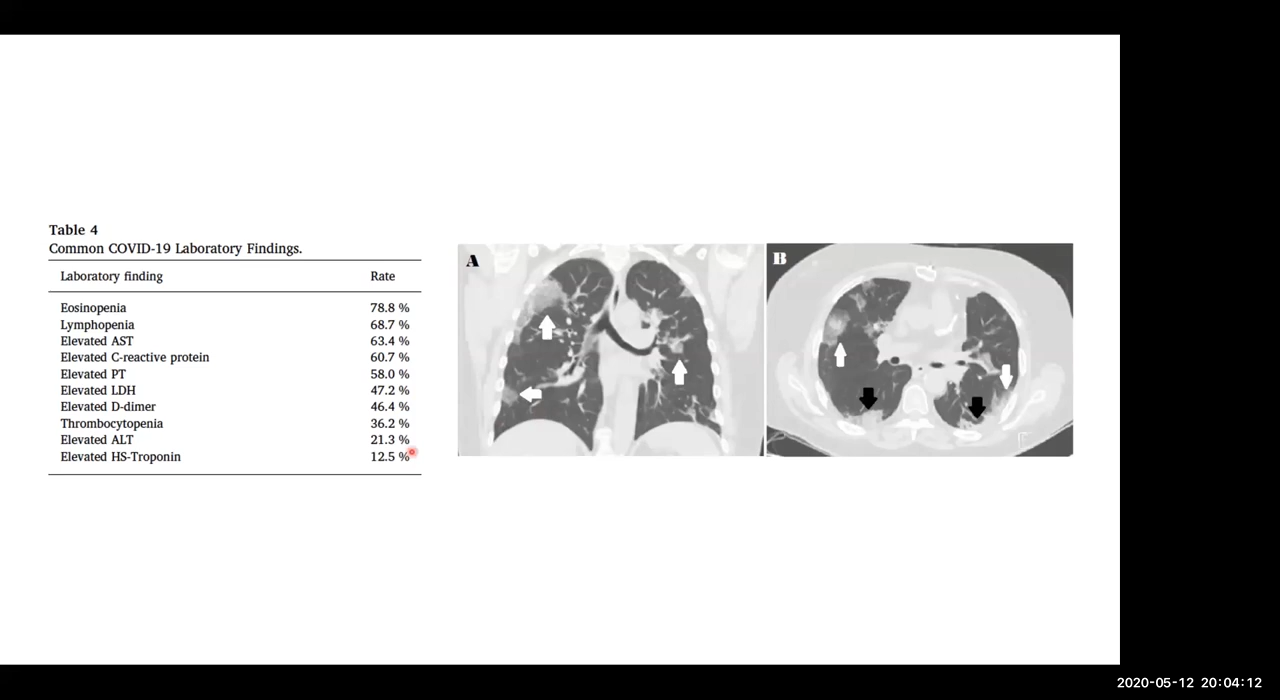 Table 4
Common COVID-19 Laboratory Findings.
Laboratory finding Rate
Eosinopenia 78.8 %
Lymphopenia 68.7 %
Elevated AST 63.4 %
Elevated C-reactive protein 60.7 %
Elevated PT 58.0 %
Elevated LDH 47.2 %
Elevated D-dimer 46.4 %
Thrombocytopenia 36.2 %
Elevated ALT 21.3 %
Elevated HS-Troponin 12.5 %
A
B
2020-05-12 20:04:12